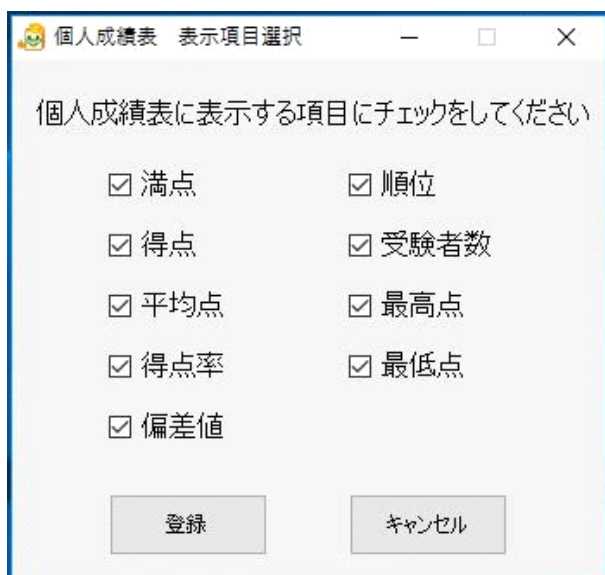 個人成績表　表示項目選択
個人成績表に表示する項目にチェックをしてください
満点
順位
得点
受験者数
平均点
最高点
得点率
最低点
偏差値
登録
キャンセル